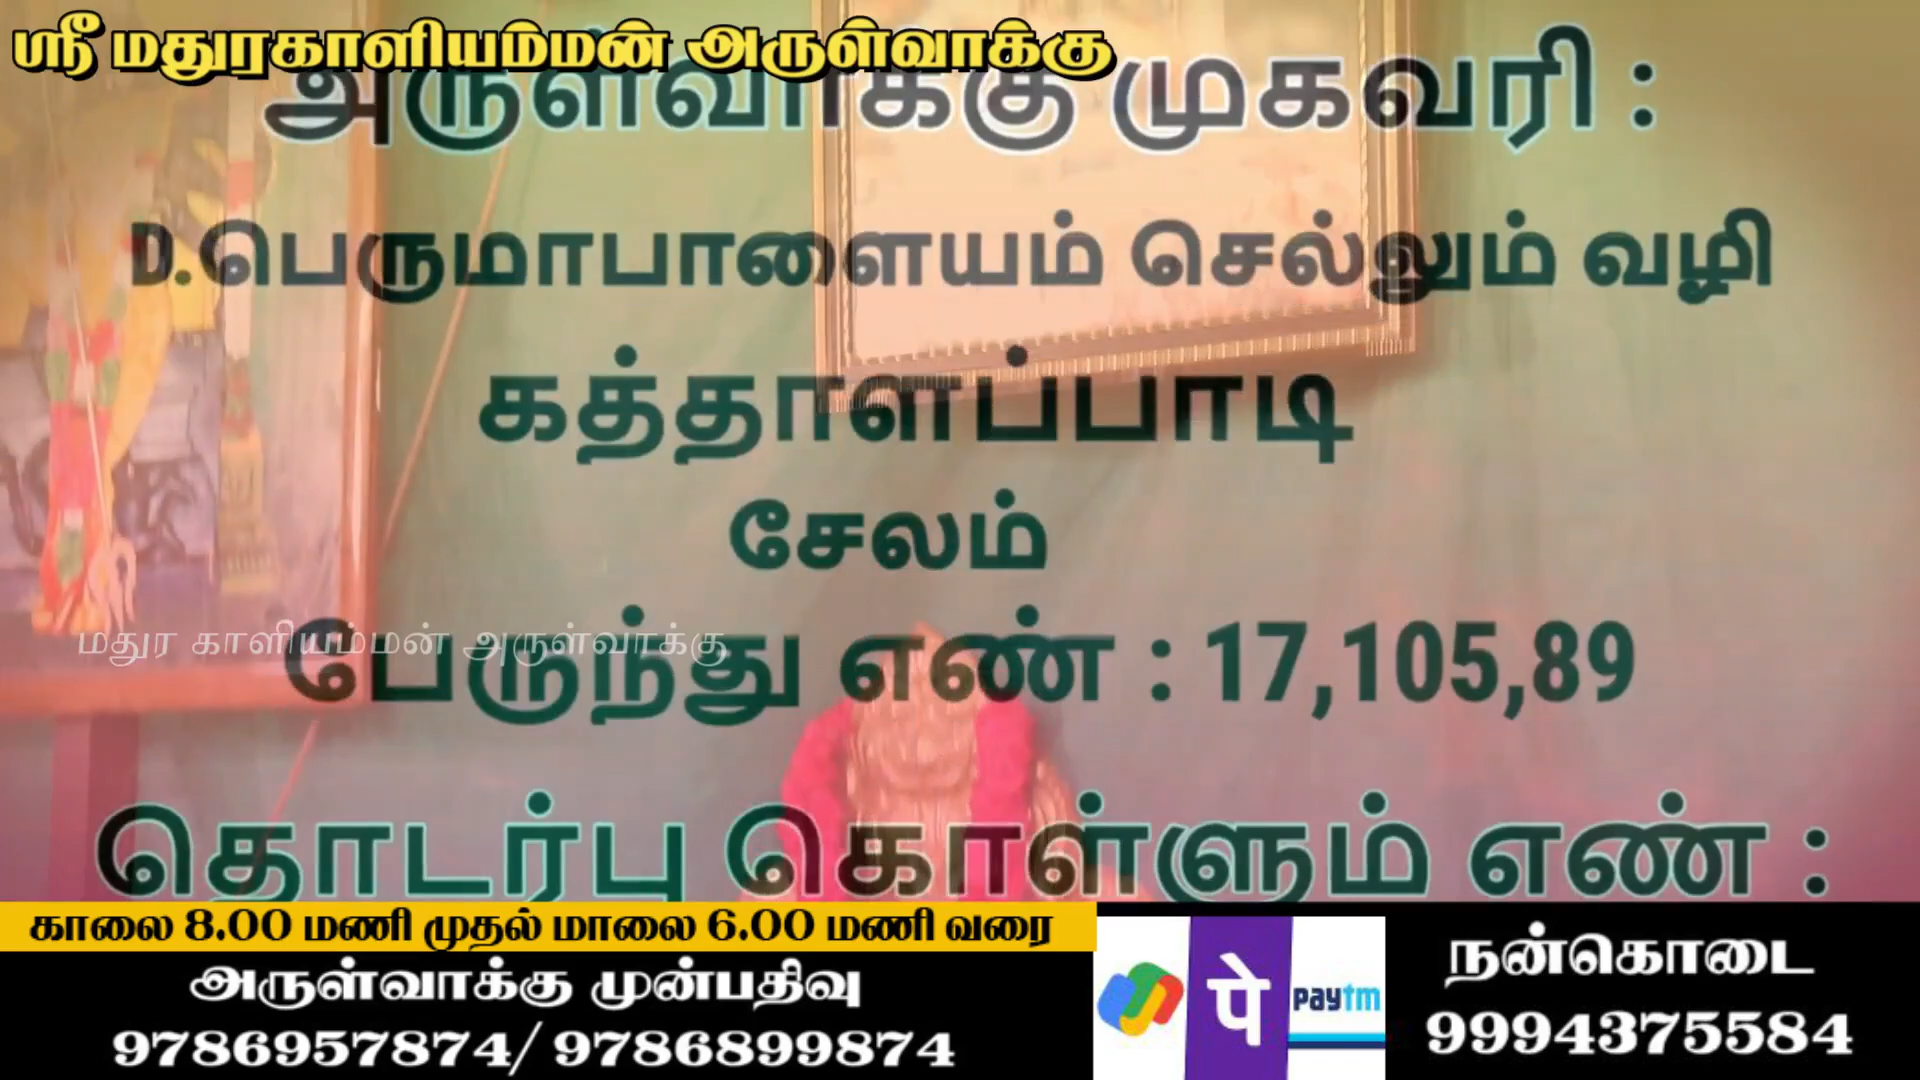 ஸ்ரீ மதுரகாளியம்மன் அருள்வாக்கு
அருள்வாக்கு முகவரி :
D.பெருமாபாளையம் செல்லும் வழி
கத்தாளப்பாடி
சேலம்
மதுர காளியம்மன் அருள்வாக்கு
பேருந்து எண் : 17,105,89
தொடர்பு கொள்ளும் எண் :
காலை 8.00 மணி முதல் மாலை 6.00 மணி வரை
அருள்வாக்கு முன்பதிவு
9786957874/ 9786899874
पे
paytm
நன்கொடை
9994375584